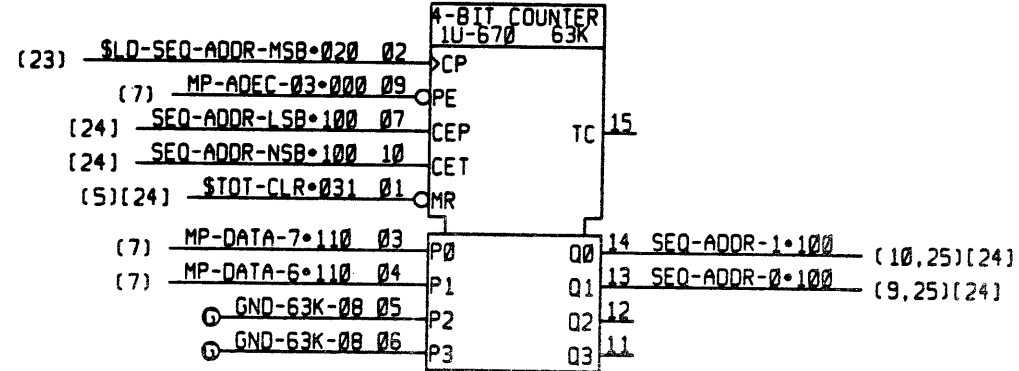 4-BIT COUNTER
1U-670 63K
[23] $LD-SEQ-ADDR-MSB•020 02 CP
(7) MP-ADEC-03•000 09 PE
[24] SEQ-ADDR-LSB•100 07 CEP TC 15
[24] SEQ-ADDR-NSB•100 10 CET
(5)[24] $TOT-CLR•031 01 MR
(7) MP-DATA-7•110 03 P0 Q0 14 SEQ-ADDR-1•100 (10,25)[24]
(7) MP-DATA-6•110 04 P1 Q1 13 SEQ-ADDR-0•100 (9,25)[24]
G GND-63K-08 05 P2 Q2 12
G GND-63K-08 06 P3 Q3 11